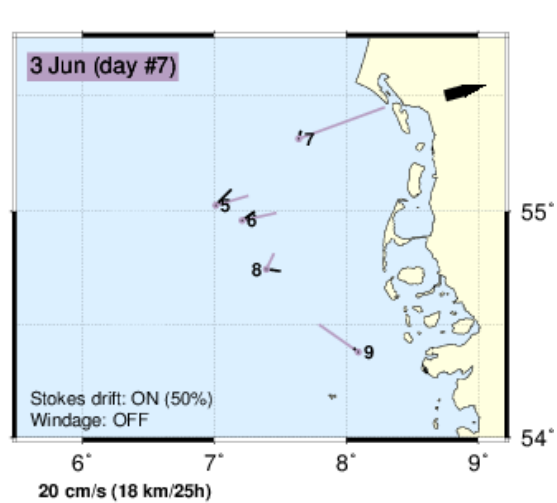 3 Jun (day #7)
7
55°
5
6
8
9
Stokes drift: ON (50%)
Windage: OFF
54°
6° 7° 8° 9°
20 cm/s (18 km/25h)